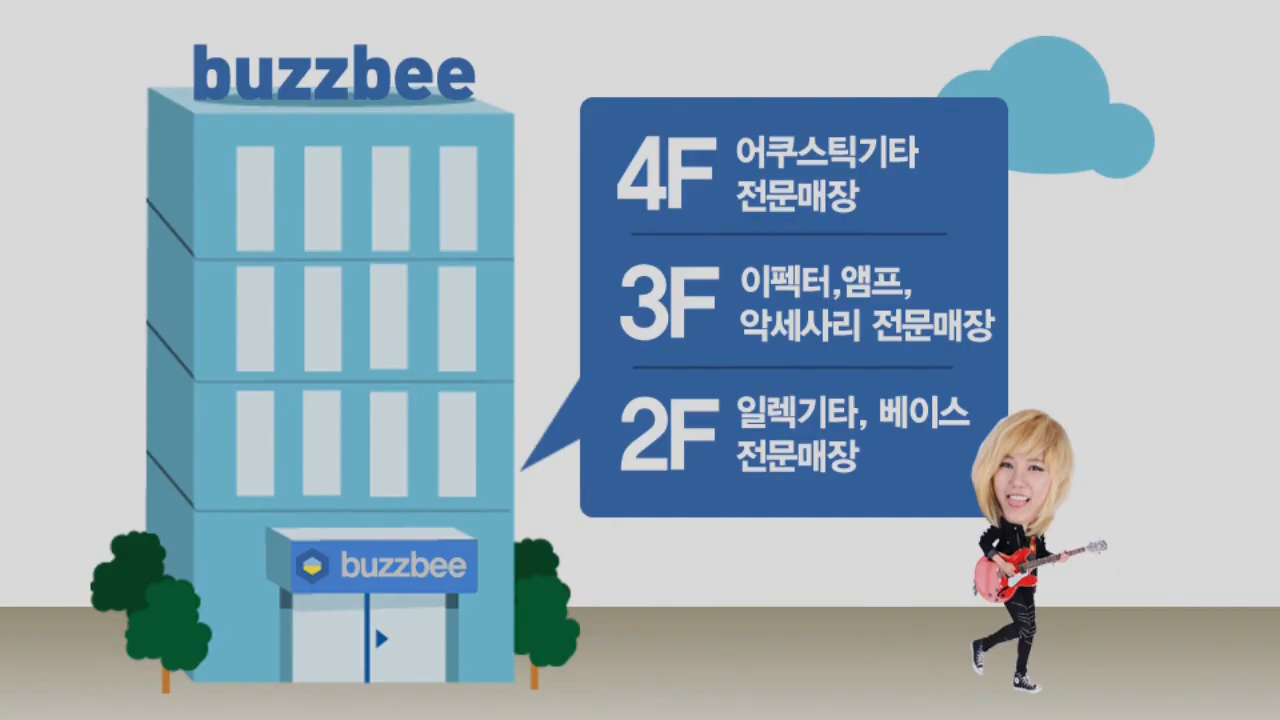 buzzbee
4F 어쿠스틱기타
전문매장
3F 이펙터,앰프,
악세사리 전문매장
2F 일렉기타, 베이스
전문매장
buzzbee